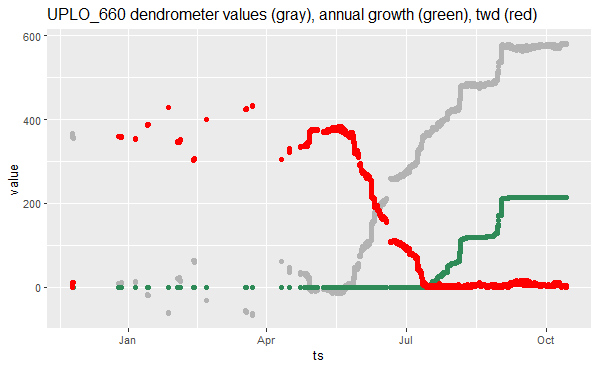 UPLO_660 dendrometer values (gray), annual growth (green), twd (red)
600
400
200
0
value
Jan
Apr
Jul
Oct
ts